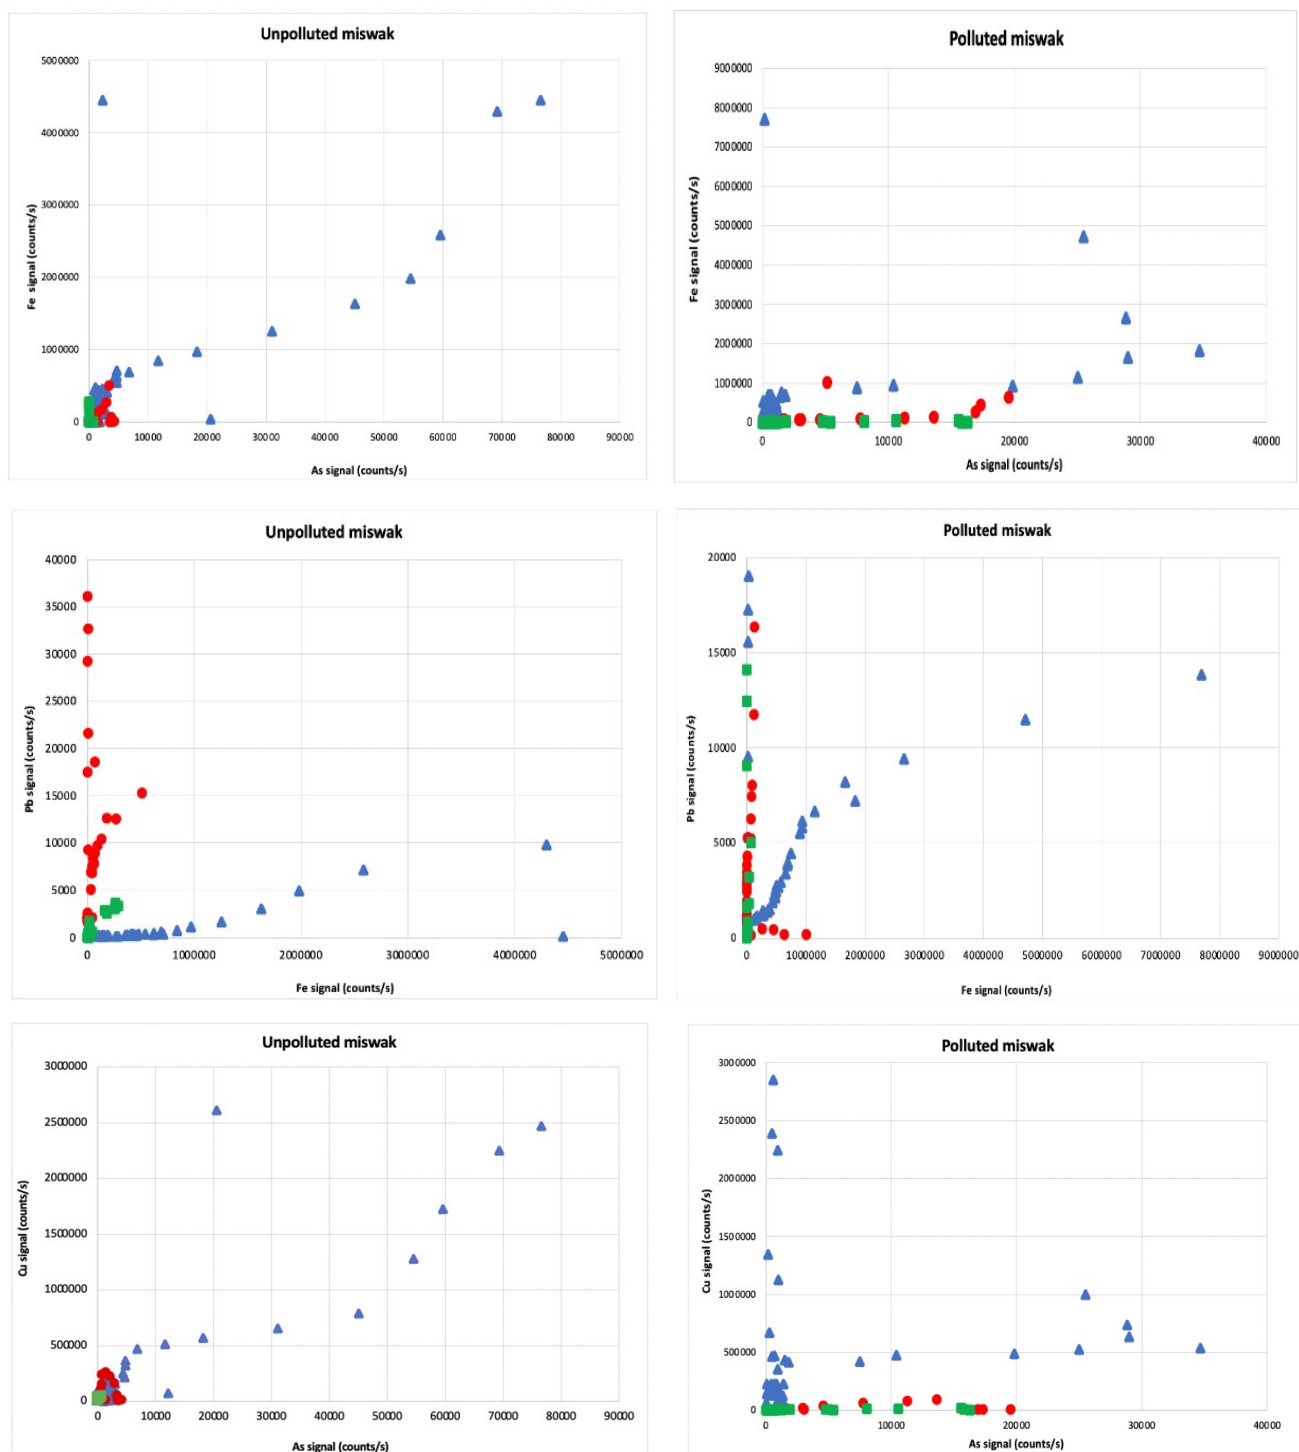 Unpolluted miswak
5000000
4000000
3000000
2000000
1000000
0
Fe signal (counts/s)
0 10000 20000 30000 40000 50000 60000 70000 80000 90000
As signal (counts/s)
Polluted miswak
9000000
8000000
7000000
6000000
5000000
4000000
3000000
2000000
1000000
0
Fe signal (counts/s)
0 10000 20000 30000 40000
As signal (counts/s)
Unpolluted miswak
40000
35000
30000
25000
20000
15000
10000
5000
0
Pb signal (counts/s)
0 1000000 2000000 3000000 4000000 5000000
Fe signal (counts/s)
Polluted miswak
20000
15000
10000
5000
0
Pb signal (counts/s)
0 1000000 2000000 3000000 4000000 5000000 6000000 7000000 8000000 9000000
Fe signal (counts/s)
Unpolluted miswak
3000000
2500000
2000000
1500000
1000000
500000
0
Cu signal (counts/s)
0 10000 20000 30000 40000 50000 60000 70000 80000 90000
As signal (counts/s)
Polluted miswak
3000000
2500000
2000000
1500000
1000000
500000
0
Cu signal (counts/s)
0 10000 20000 30000 40000
As signal (counts/s)